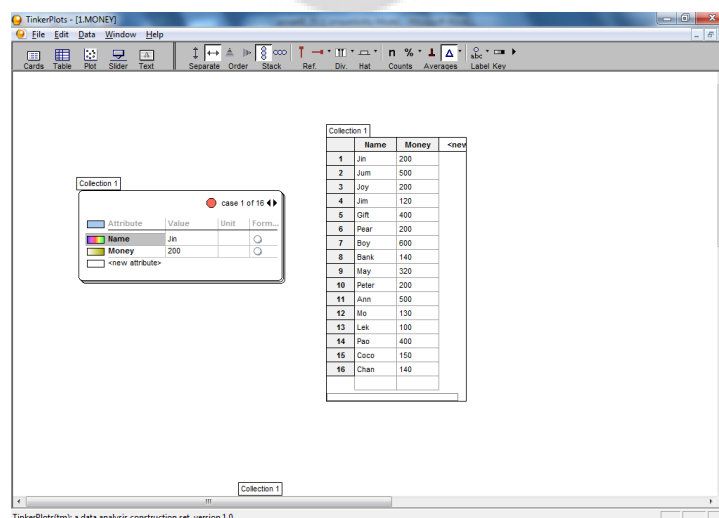 TinkerPlots - [1.MONEY]
File Edit Data Window Help
Cards Table Plot Slider Text Separate Order Stack Ref. Div. Hat Counts Averages Label Key
n %
abc
Collection 1
Name Money <new
1 Jin 200
2 Jum 500
3 Joy 200
4 Jim 120
5 Gift 400
6 Pear 200
7 Boy 600
8 Bank 140
9 May 320
10 Peter 200
11 Ann 500
12 Mo 130
13 Lek 100
14 Pao 400
15 Coco 150
16 Chan 140
Collection 1
case 1 of 16
Attribute Value Unit Form...
Name Jin
Money 200
<new attribute>
Collection 1
TinkerPlots(tm): a data analysis construction set, version 1.0